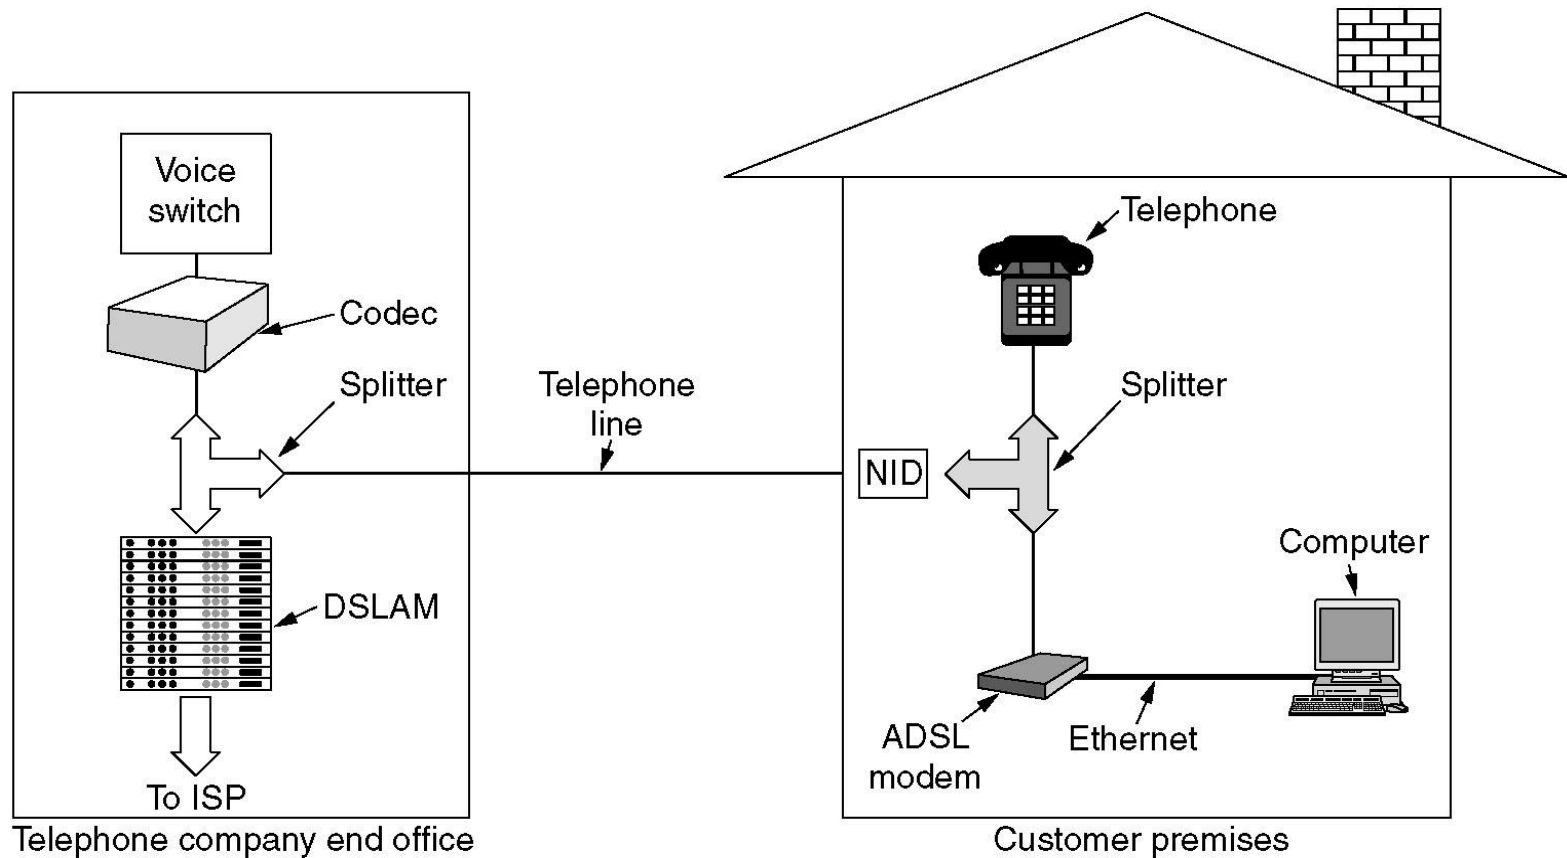 Voice
switch
Codec
Splitter
DSLAM
To ISP
Telephone company end office
Telephone
line
Telephone
Splitter
NID
Computer
ADSL
modem
Ethernet
Customer premises